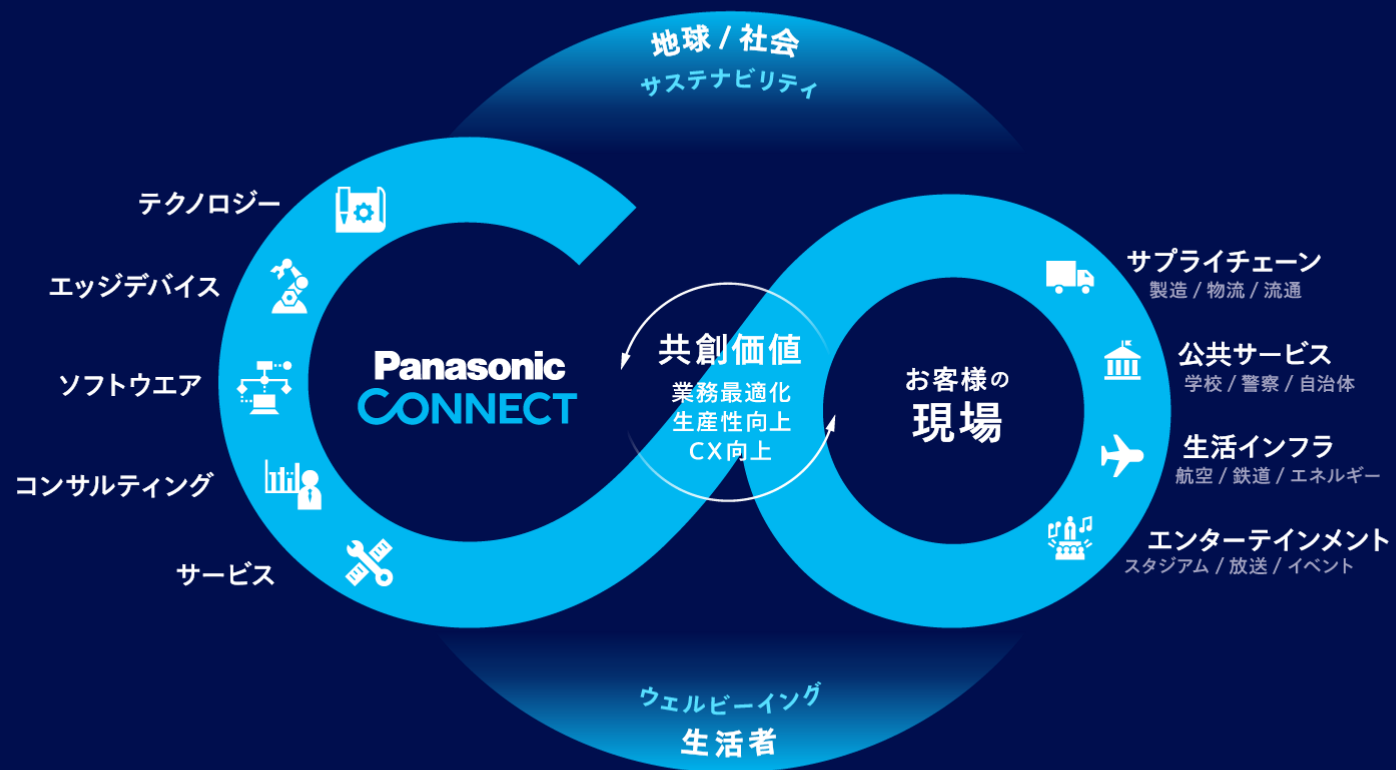 地球 / 社会
サステナビリティ
テクノロジー
エッジデバイス
ソフトウエア
コンサルティング
サービス
Panasonic
CONNECT
共創価値
業務最適化
生産性向上
CX向上
お客様の
現場
サプライチェーン
製造 / 物流 / 流通
公共サービス
学校 / 警察 / 自治体
生活インフラ
航空 / 鉄道 / エネルギー
エンターテインメント
スタジアム / 放送 / イベント
ウェルビーイング
生活者